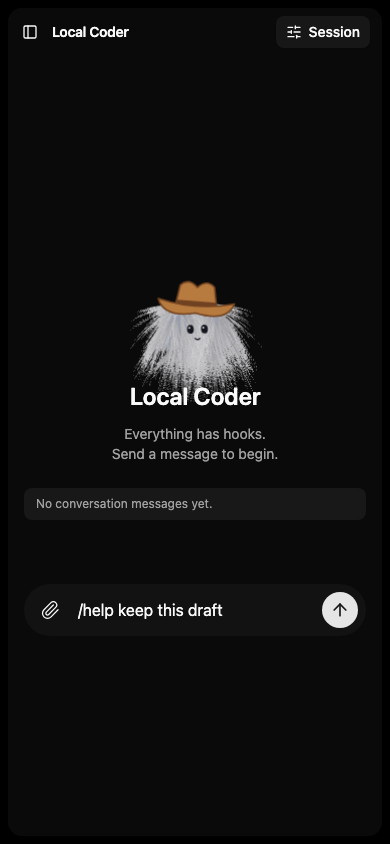 Local Coder
Session
Local Coder
Everything has hooks.
Send a message to begin.
No conversation messages yet.
/help keep this draft